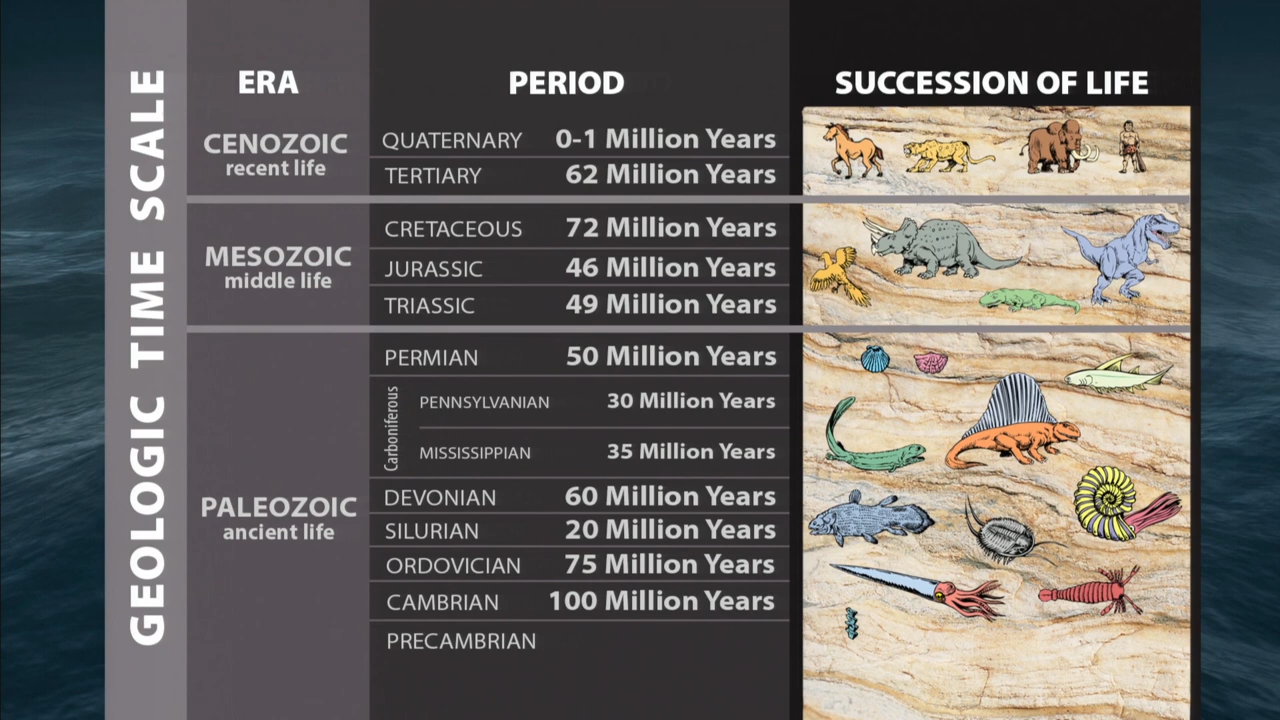 GEOLOGIC TIME SCALE
ERA PERIOD SUCCESSION OF LIFE
CENOZOIC
recent life
QUATERNARY 0-1 Million Years
TERTIARY 62 Million Years
MESOZOIC
middle life
CRETACEOUS 72 Million Years
JURASSIC 46 Million Years
TRIASSIC 49 Million Years
PALEOZOIC
ancient life
PERMIAN 50 Million Years
Carboniferous
PENNSYLVANIAN 30 Million Years
MISSISSIPPIAN 35 Million Years
DEVONIAN 60 Million Years
SILURIAN 20 Million Years
ORDOVICIAN 75 Million Years
CAMBRIAN 100 Million Years
PRECAMBRIAN